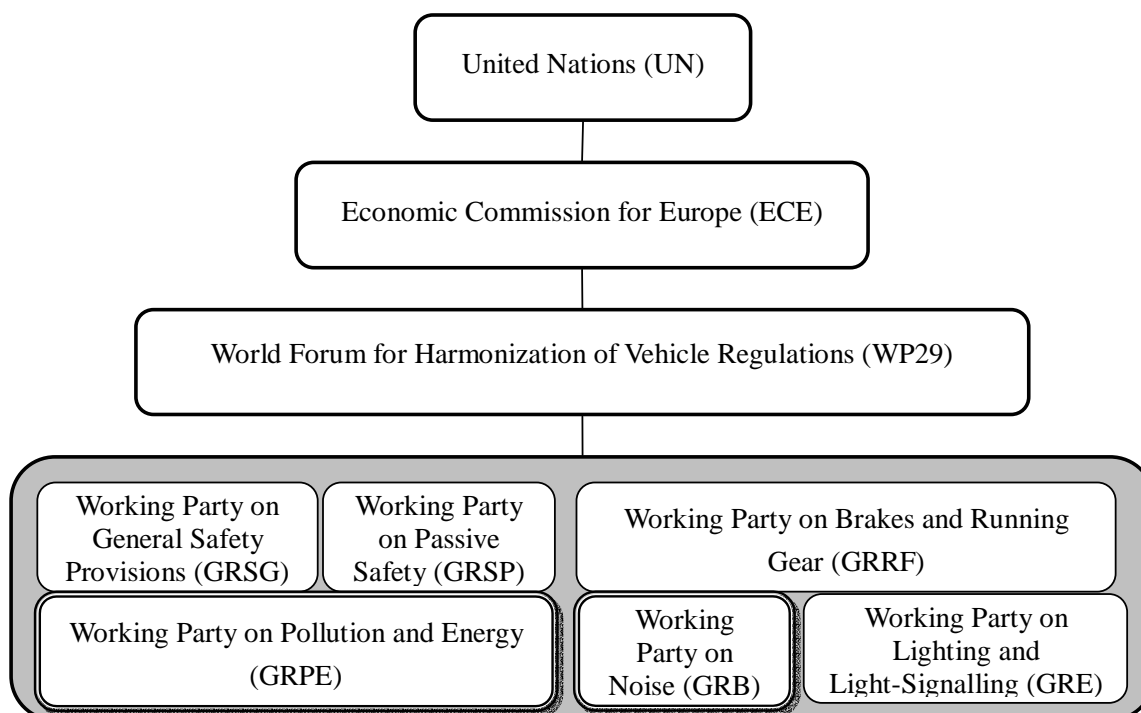 United Nations (UN)
Economic Commission for Europe (ECE)
World Forum for Harmonization of Vehicle Regulations (WP29)
Working Party on
General Safety
Provisions (GRSG)
Working Party
on Passive
Safety (GRSP)
Working Party on Brakes and Running
Gear (GRRF)
Working Party on Pollution and Energy
(GRPE)
Working
Party on
Noise (GRB)
Working Party on
Lighting and
Light-Signalling (GRE)